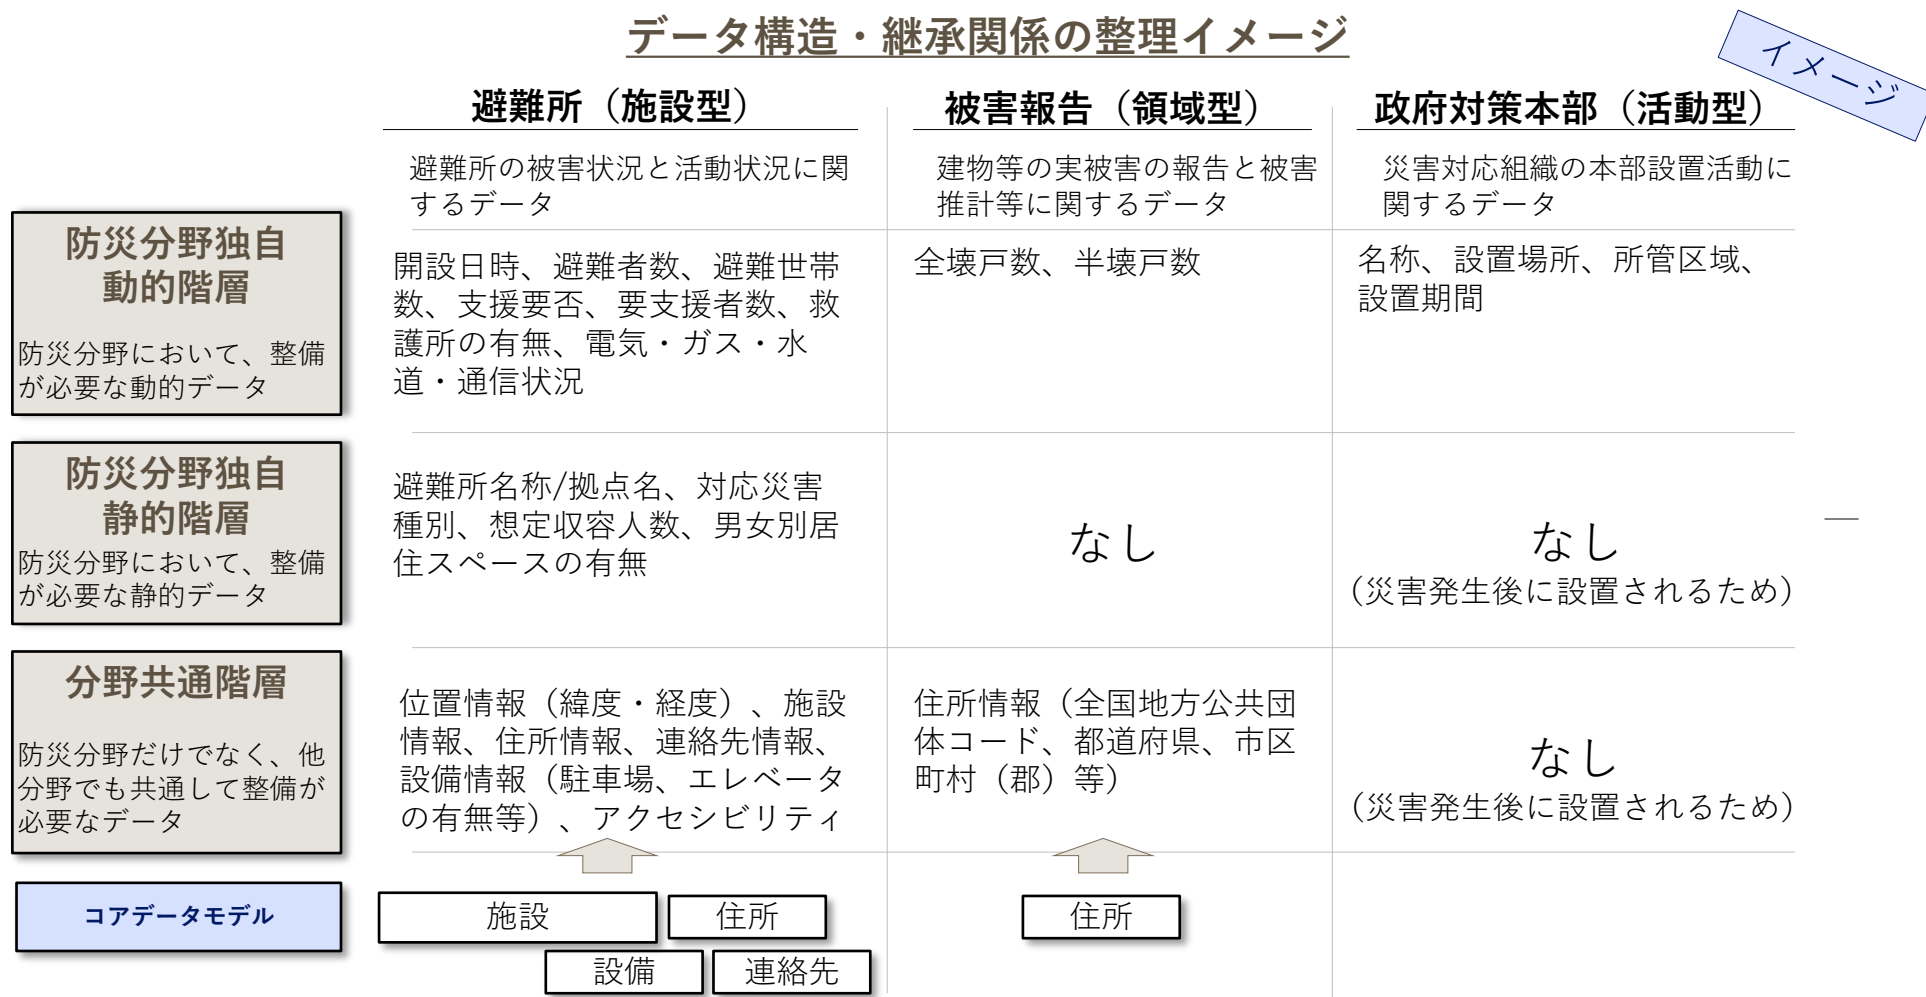 データ構造・継承関係の整理イメージ
イメージ
避難所（施設型）
被害報告（領域型）
政府対策本部（活動型）
避難所の被害状況と活動状況に関
するデータ
建物等の実被害の報告と被害
推計等に関するデータ
災害対応組織の本部設置活動に
関するデータ
防災分野独自
動的階層
防災分野において、整備
が必要な動的データ
開設日時、避難者数、避難世帯
数、支援要否、要支援者数、救
護所の有無、電気・ガス・水
道・通信状況
全壊戸数、半壊戸数
名称、設置場所、所管区域、
設置期間
防災分野独自
静的階層
防災分野において、整備
が必要な静的データ
避難所名称/拠点名、対応災害
種別、想定収容人数、男女別居
住スペースの有無
なし
なし
（災害発生後に設置されるため）
分野共通階層
防災分野だけでなく、他
分野でも共通して整備が
必要なデータ
位置情報（緯度・経度）、施設
情報、住所情報、連絡先情報、
設備情報（駐車場、エレベータ
の有無等）、アクセシビリティ
住所情報（全国地方公共団
体コード、都道府県、市区
町村（郡）等）
なし
（災害発生後に設置されるため）
コアデータモデル
施設
住所
設備
連絡先
住所